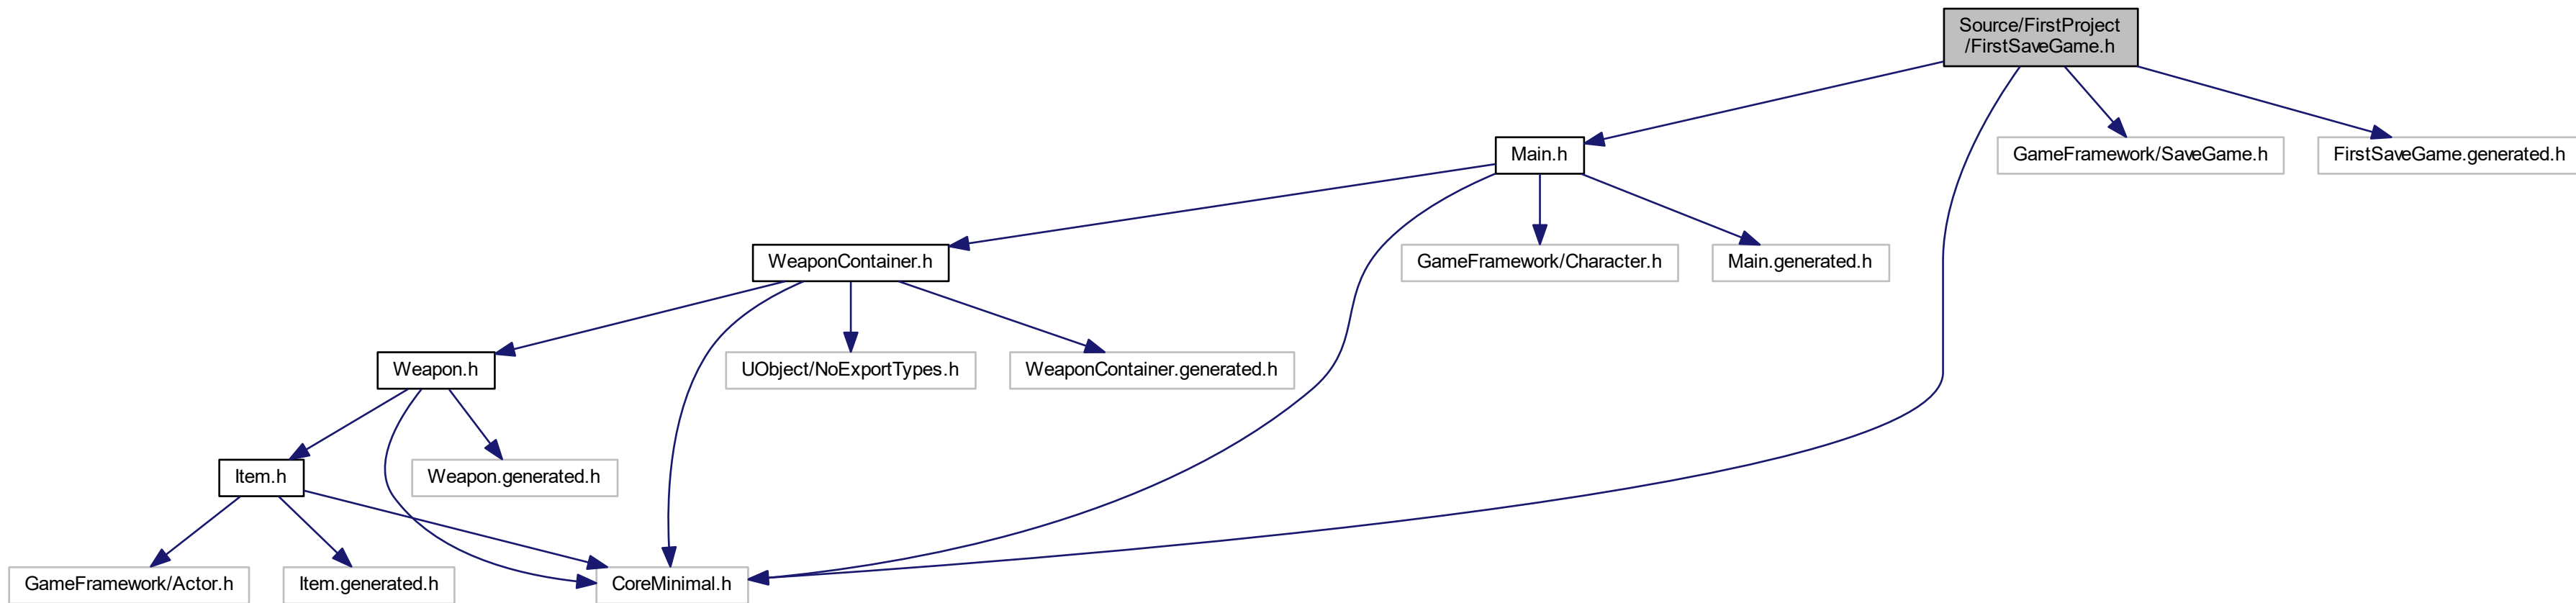 Source/FirstProject
/FirstSaveGame.h
Main.h
GameFramework/SaveGame.h
FirstSaveGame.generated.h
WeaponContainer.h
GameFramework/Character.h
Main.generated.h
Weapon.h
UObject/NoExportTypes.h
WeaponContainer.generated.h
Item.h
Weapon.generated.h
GameFramework/Actor.h
Item.generated.h
CoreMinimal.h